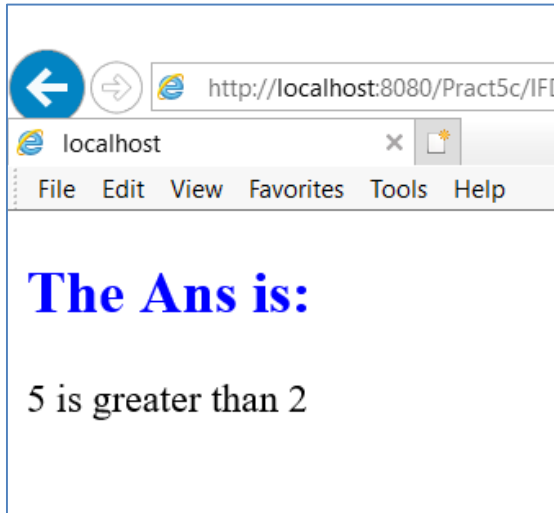 http://localhost:8080/Pract5c/IFD
localhost
File Edit View Favorites Tools Help
The Ans is:
5 is greater than 2